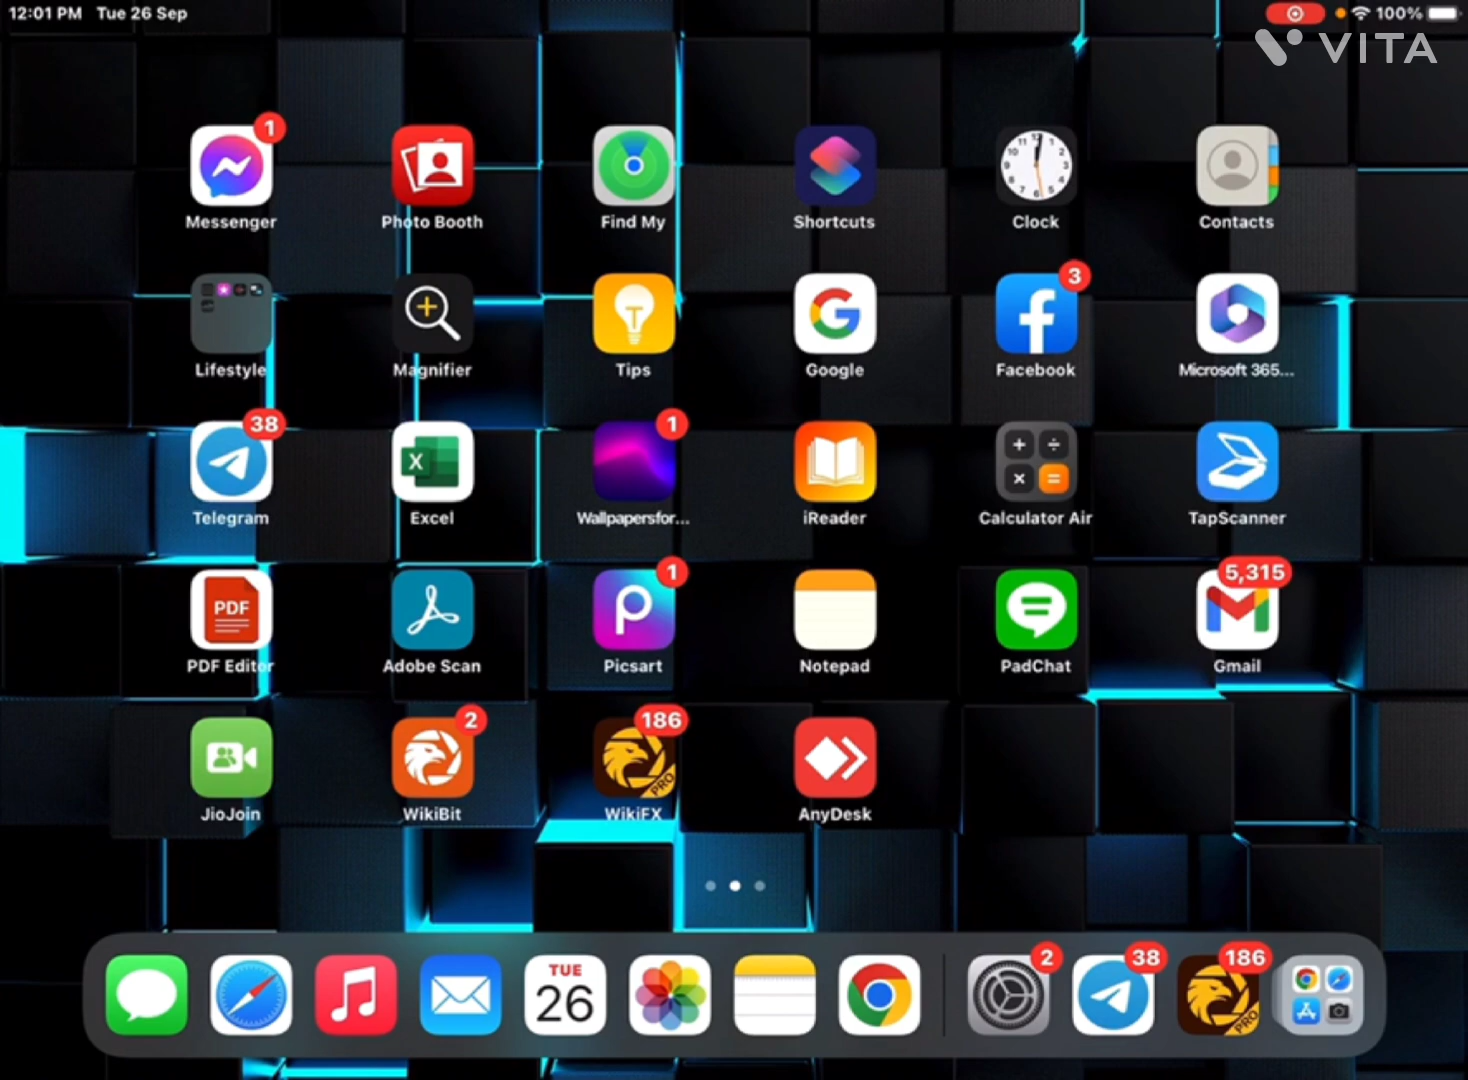 12:01 PM Tue 26 Sep
100%
VITA
1
Messenger
Photo Booth
Find My
Shortcuts
Clock
Contacts
3
Lifestyle
Magnifier
Tips
Google
Facebook
Microsoft 365...
38
1
Telegram
Excel
Wallpapersfor...
iReader
Calculator Air
TapScanner
1
5,315
PDF
PDF Editor
Adobe Scan
Picsart
Notepad
PadChat
Gmail
2
186
PRO
JioJoin
WikiBit
WikiFX
AnyDesk
TUE
26
2
38
186
PRO